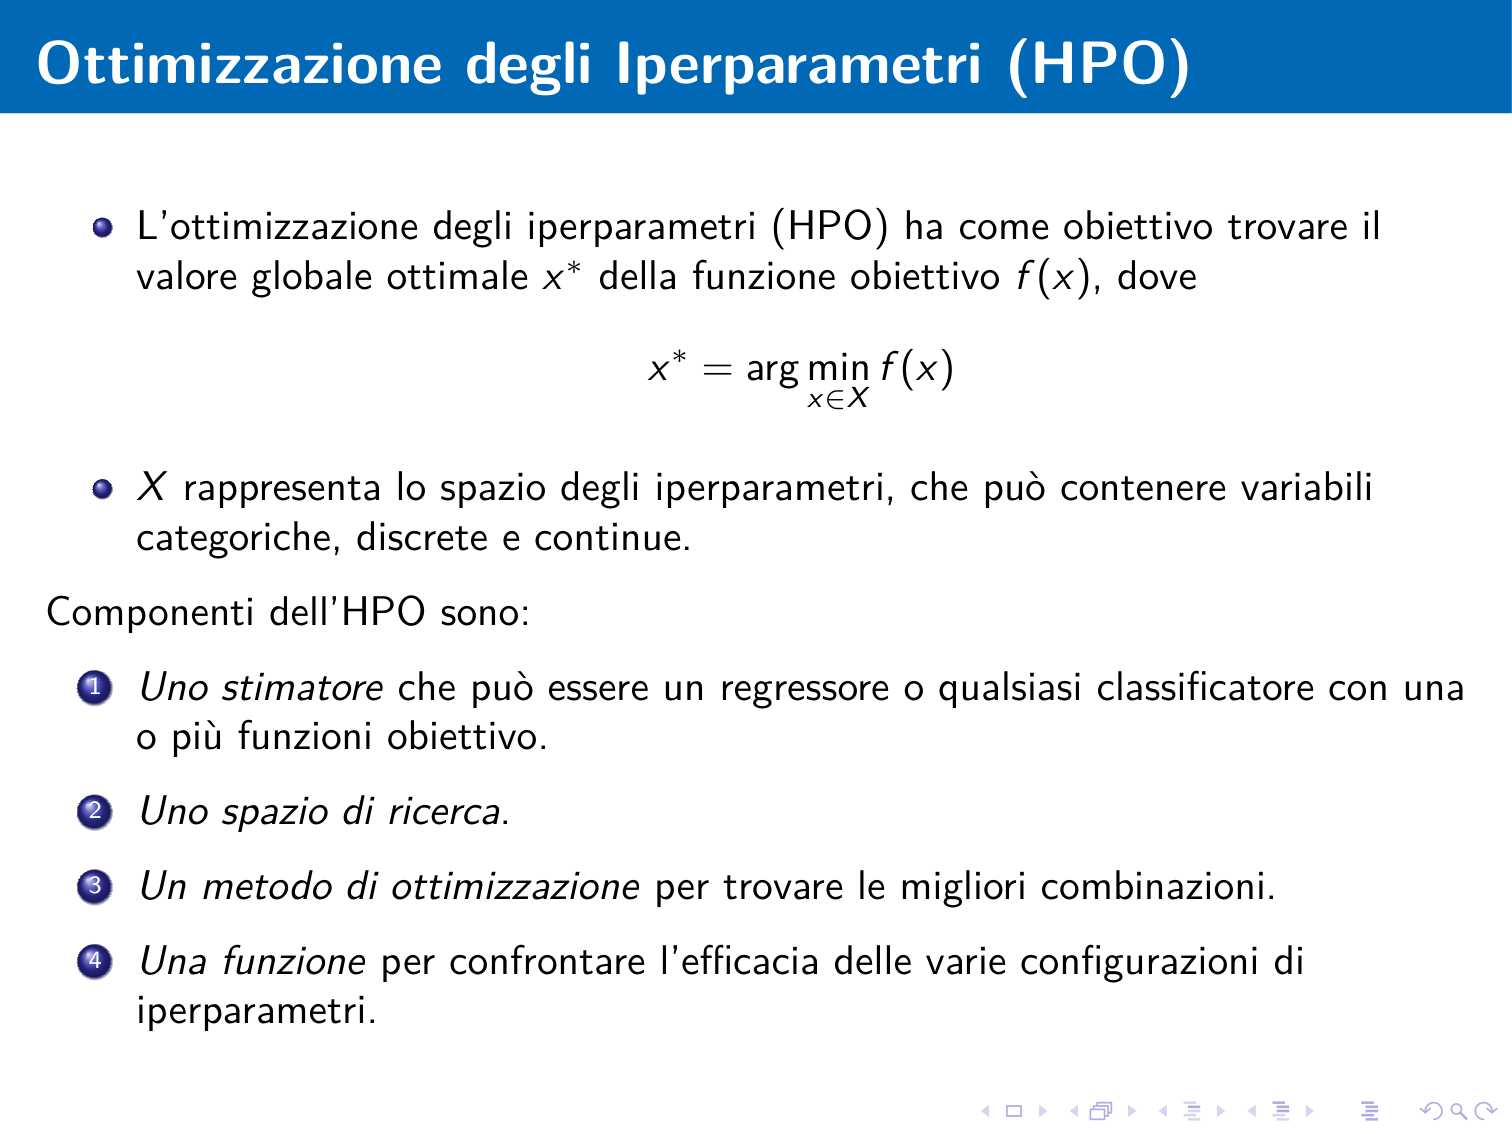 Ottimizzazione degli Iperparametri (HPO)
L'ottimizzazione degli iperparametri (HPO) ha come obiettivo trovare il
valore globale ottimale x* della funzione obiettivo f(x), dove
x* = arg min f(x)
x∈X
X rappresenta lo spazio degli iperparametri, che può contenere variabili
categoriche, discrete e continue.
Componenti dell'HPO sono:
1 Uno stimatore che può essere un regressore o qualsiasi classificatore con una
o più funzioni obiettivo.
2 Uno spazio di ricerca.
3 Un metodo di ottimizzazione per trovare le migliori combinazioni.
4 Una funzione per confrontare l'efficacia delle varie configurazioni di
iperparametri.